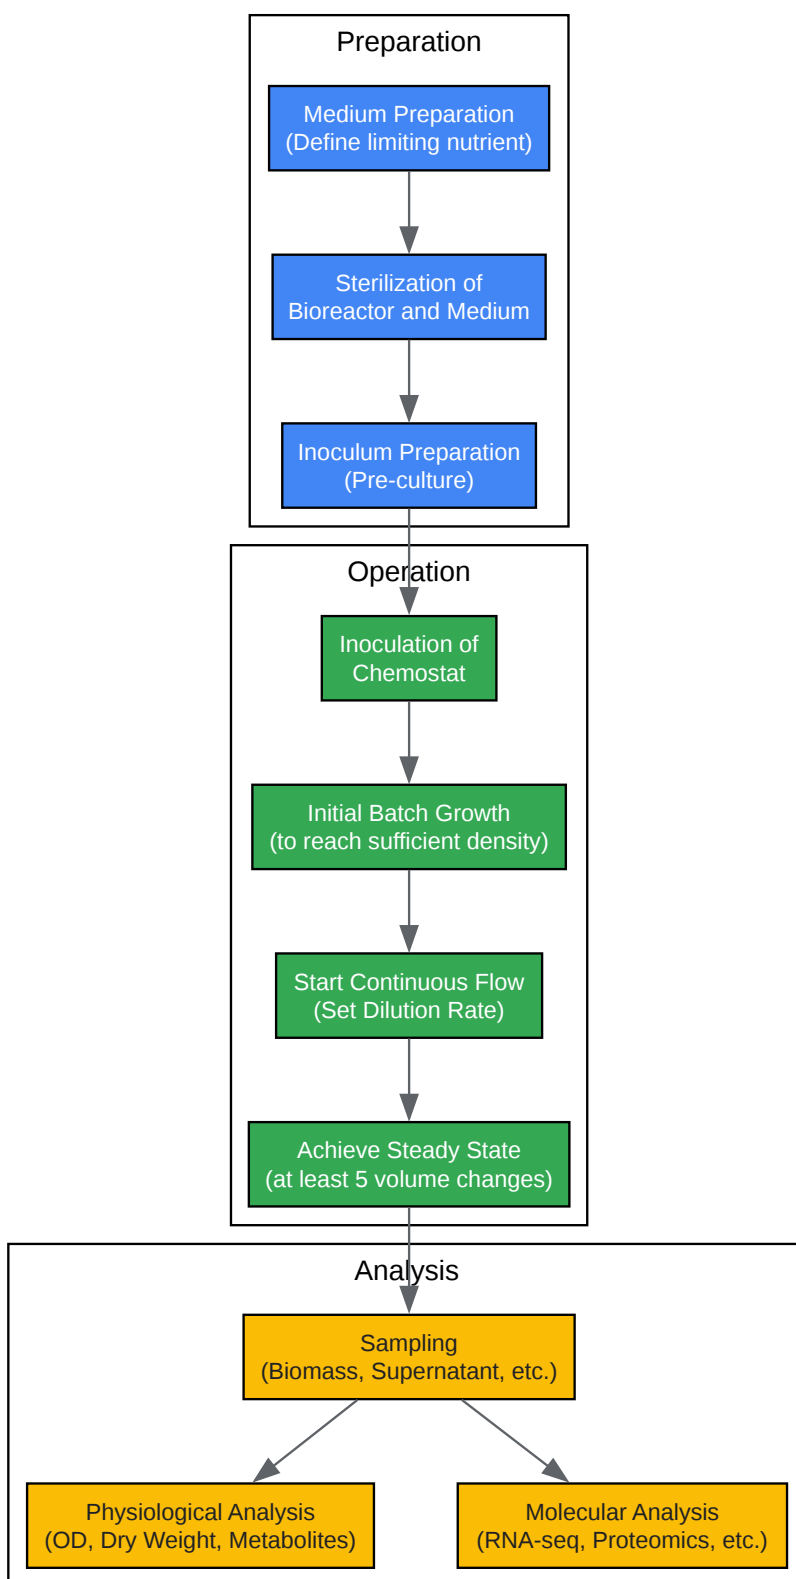 Preparation
Medium Preparation
(Define limiting nutrient)
Sterilization of
Bioreactor and Medium
Inoculum Preparation
(Pre-culture)
Operation
Inoculation of
Chemostat
Initial Batch Growth
(to reach sufficient density)
Start Continuous Flow
(Set Dilution Rate)
Achieve Steady State
(at least 5 volume changes)
Analysis
Sampling
(Biomass, Supernatant, etc.)
Physiological Analysis
(OD, Dry Weight, Metabolites)
Molecular Analysis
(RNA-seq, Proteomics, etc.)